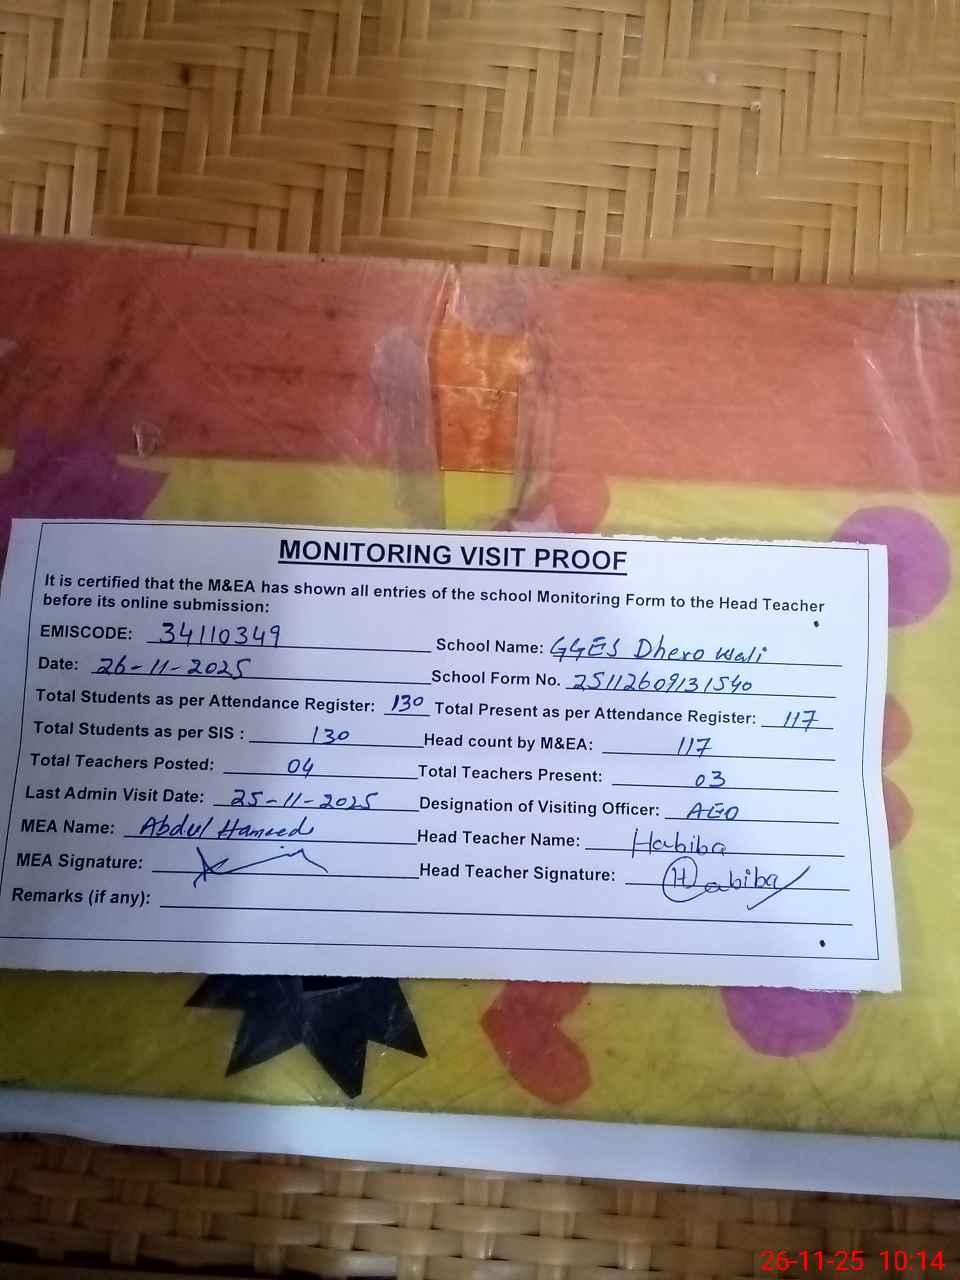 MONITORING VISIT PROOF
It is certified that the M&EA has shown all entries of the school Monitoring Form to the Head Teacher
before its online submission:
EMISCODE: 34110349 School Name: GGES Dhero wali
Date: 26-11-2025 School Form No. 25112609131540
Total Students as per Attendance Register: 130 Total Present as per Attendance Register: 117
Total Students as per SIS : 130 Head count by M&EA: 117
Total Teachers Posted: 04 Total Teachers Present: 03
Last Admin Visit Date: 25-11-2025 Designation of Visiting Officer: AEO
MEA Name: Abdul Hameed Head Teacher Name: Habiba
MEA Signature: Head Teacher Signature: Habiba
Remarks (if any):
26-11-25 10:14